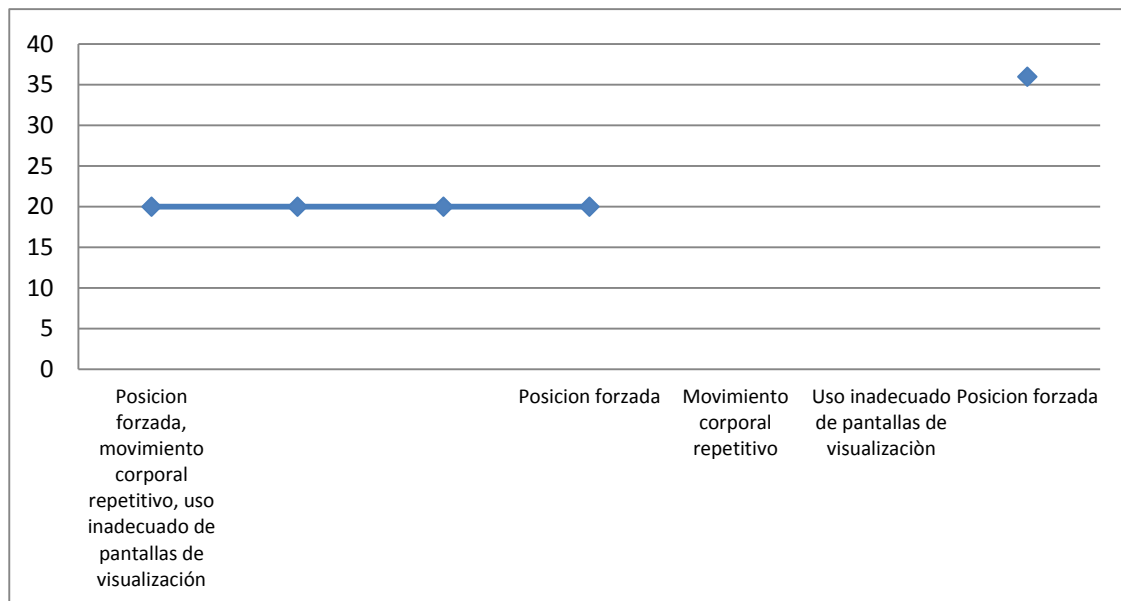 40
35
30
25
20
15
10
5
0
Posicion
forzada,
movimiento
corporal
repetitivo, uso
inadecuado de
pantallas de
visualización
Posicion forzada
Movimiento
corporal
repetitivo
Uso inadecuado
de pantallas de
visualizaciòn
Posicion forzada